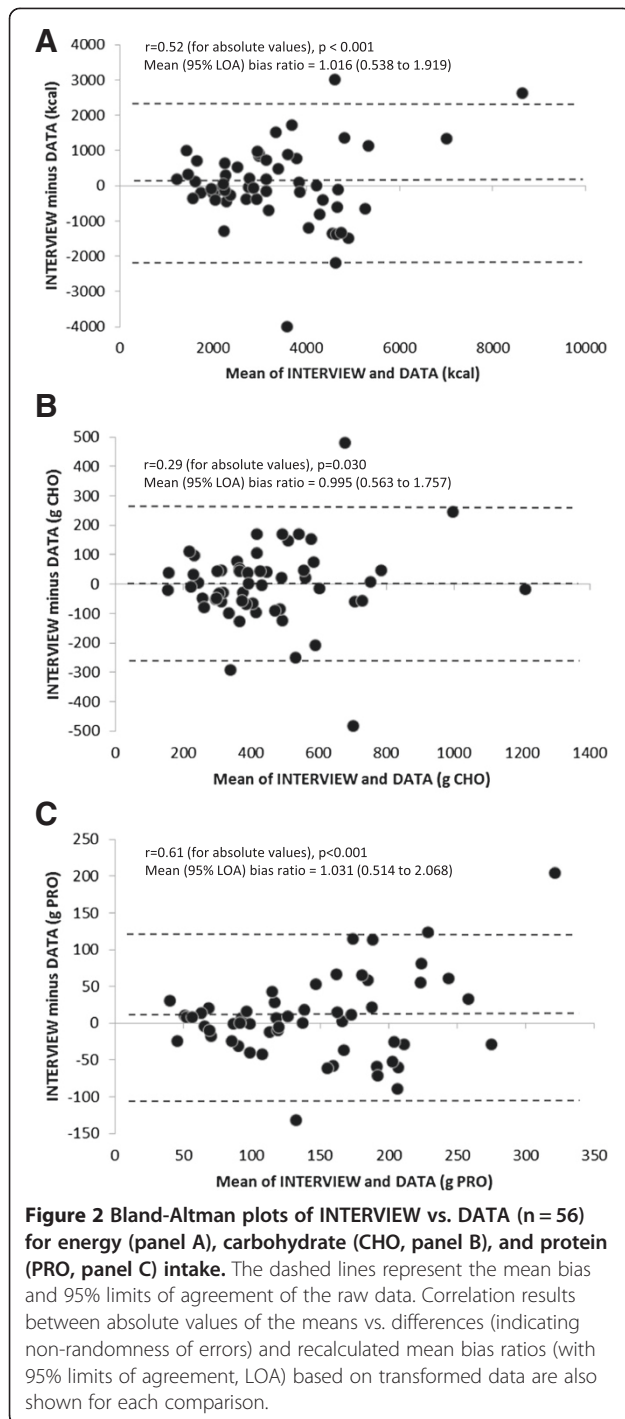 A
r=0.52 (for absolute values), p < 0.001
Mean (95% LOA) bias ratio = 1.016 (0.538 to 1.919)
INTERVIEW minus DATA (kcal)
4000
3000
2000
1000
0
-1000
-2000
-3000
-4000
0 2000 4000 6000 8000 10000
Mean of INTERVIEW and DATA (kcal)
B
r=0.29 (for absolute values), p=0.030
Mean (95% LOA) bias ratio = 0.995 (0.563 to 1.757)
INTERVIEW minus DATA (g CHO)
500
400
300
200
100
0
-100
-200
-300
-400
-500
0 200 400 600 800 1000 1200 1400
Mean of INTERVIEW and DATA (g CHO)
C
r=0.61 (for absolute values), p<0.001
Mean (95% LOA) bias ratio = 1.031 (0.514 to 2.068)
INTERVIEW minus DATA (g PRO)
250
200
150
100
50
0
-50
-100
-150
0 50 100 150 200 250 300 350
Mean of INTERVIEW and DATA (g PRO)
Figure 2 Bland-Altman plots of INTERVIEW vs. DATA (n = 56)
for energy (panel A), carbohydrate (CHO, panel B), and protein
(PRO, panel C) intake. The dashed lines represent the mean bias
and 95% limits of agreement of the raw data. Correlation results
between absolute values of the means vs. differences (indicating
non-randomness of errors) and recalculated mean bias ratios (with
95% limits of agreement, LOA) based on transformed data are also
shown for each comparison.